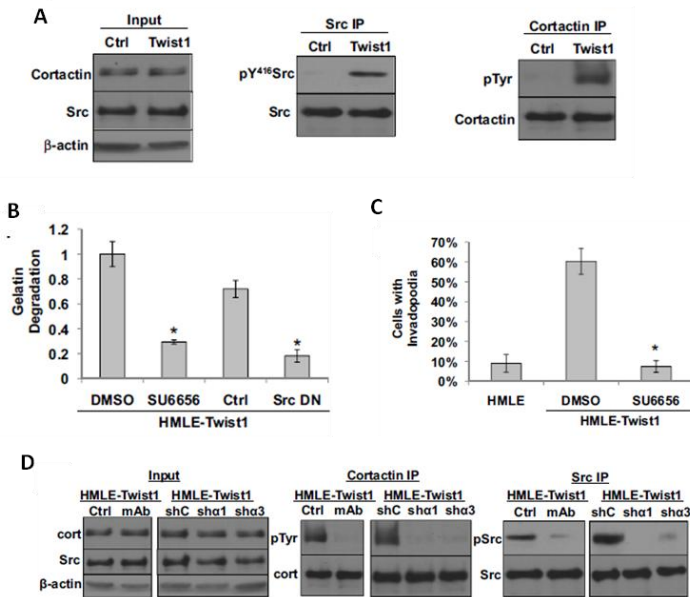 A
Input
Ctrl Twist1
Cortactin
Src
β-actin
Src IP
Ctrl Twist1
pY416Src
Src
Cortactin IP
Ctrl Twist1
pTyr
Cortactin
B
Gelatin
Degradation
1.2
1
0.8
0.6
0.4
0.2
0
*
*
DMSO SU6656 Ctrl Src DN
HMLE-Twist1
C
Cells with
Invadopodia
70%
60%
50%
40%
30%
20%
10%
0%
*
HMLE DMSO SU6656
HMLE-Twist1
D
Input
HMLE-Twist1 HMLE-Twist1
Ctrl mAb shC shα1 shα3
cort
Src
β-actin
Cortactin IP
HMLE-Twist1 HMLE-Twist1
Ctrl mAb shC shα1 shα3
pTyr
cort
Src IP
HMLE-Twist1 HMLE-Twist1
Ctrl mAb shC shα1 shα3
pSrc
Src